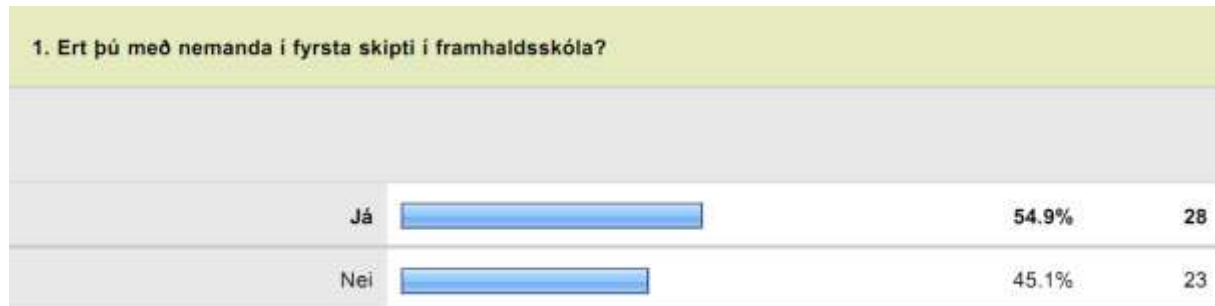 1. Ert þú með nemanda í fyrsta skipti í framhaldsskóla?
Já 54.9% 28
Nei 45.1% 23